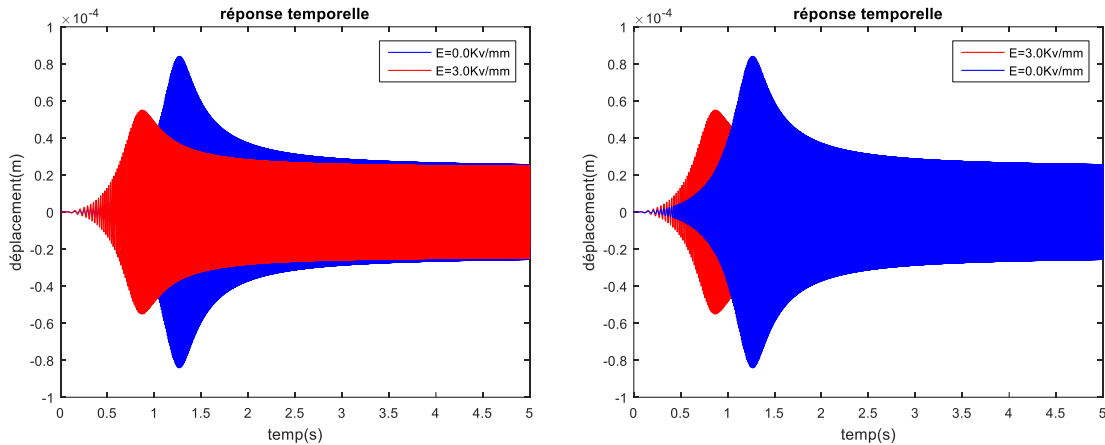 réponse temporelle
×10-4
E=0.0Kv/mm
E=3.0Kv/mm
1
0.8
0.6
0.4
0.2
0
-0.2
-0.4
-0.6
-0.8
-1
déplacement(m)
0 0.5 1 1.5 2 2.5 3 3.5 4 4.5 5
temp(s)
réponse temporelle
×10-4
E=3.0Kv/mm
E=0.0Kv/mm
1
0.8
0.6
0.4
0.2
0
-0.2
-0.4
-0.6
-0.8
-1
déplacement(m)
0 0.5 1 1.5 2 2.5 3 3.5 4 4.5 5
temp(s)